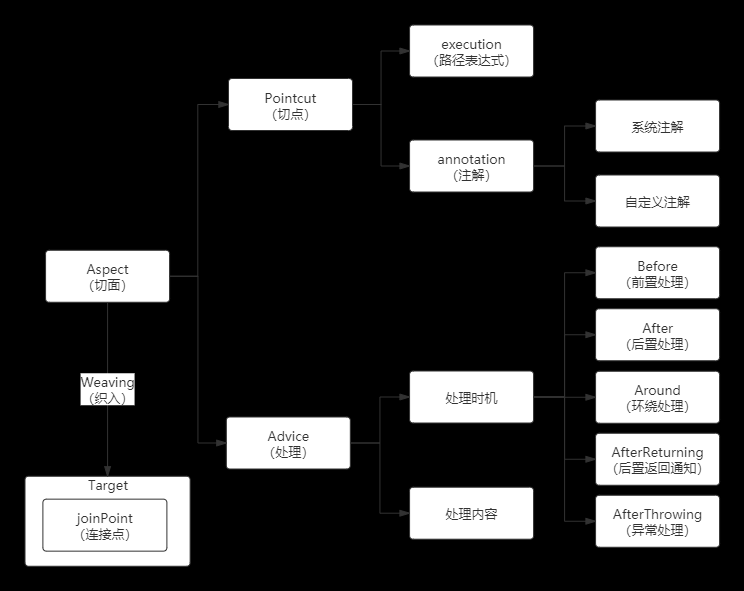 execution
（路径表达式）
Pointcut
（切点）
annotation
（注解）
系统注解
自定义注解
Aspect
（切面）
Before
（前置处理）
After
（后置处理）
Weaving
（织入）
处理时机
Around
（环绕处理）
Advice
（处理）
AfterReturning
（后置返回通知）
Target
joinPoint
（连接点）
处理内容
AfterThrowing
（异常处理）